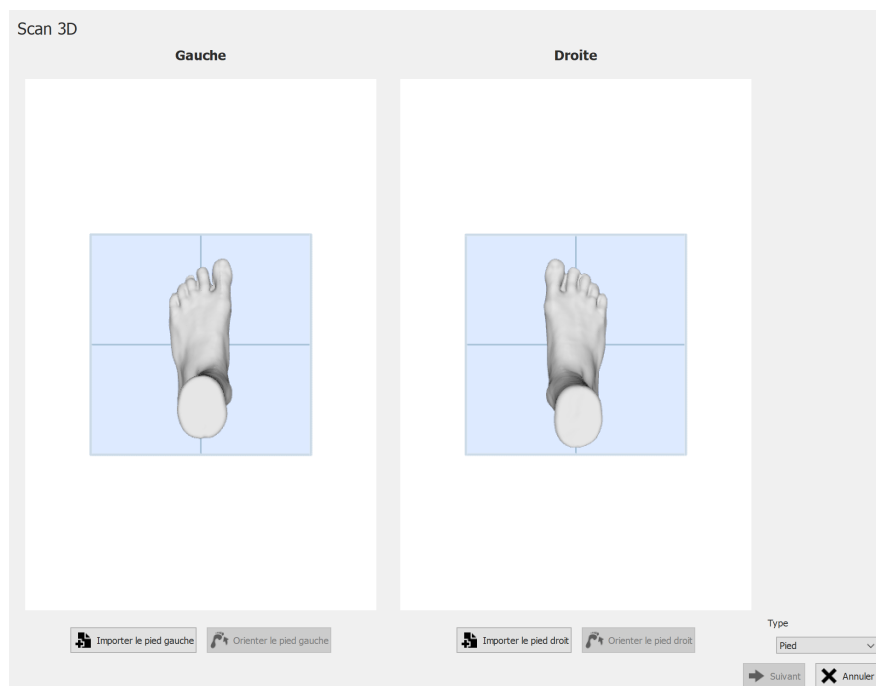 Scan 3D
Gauche
Droite
Importer le pied gauche
Orienter le pied gauche
Importer le pied droit
Orienter le pied droit
Type
Pied
Suivant
Annuler